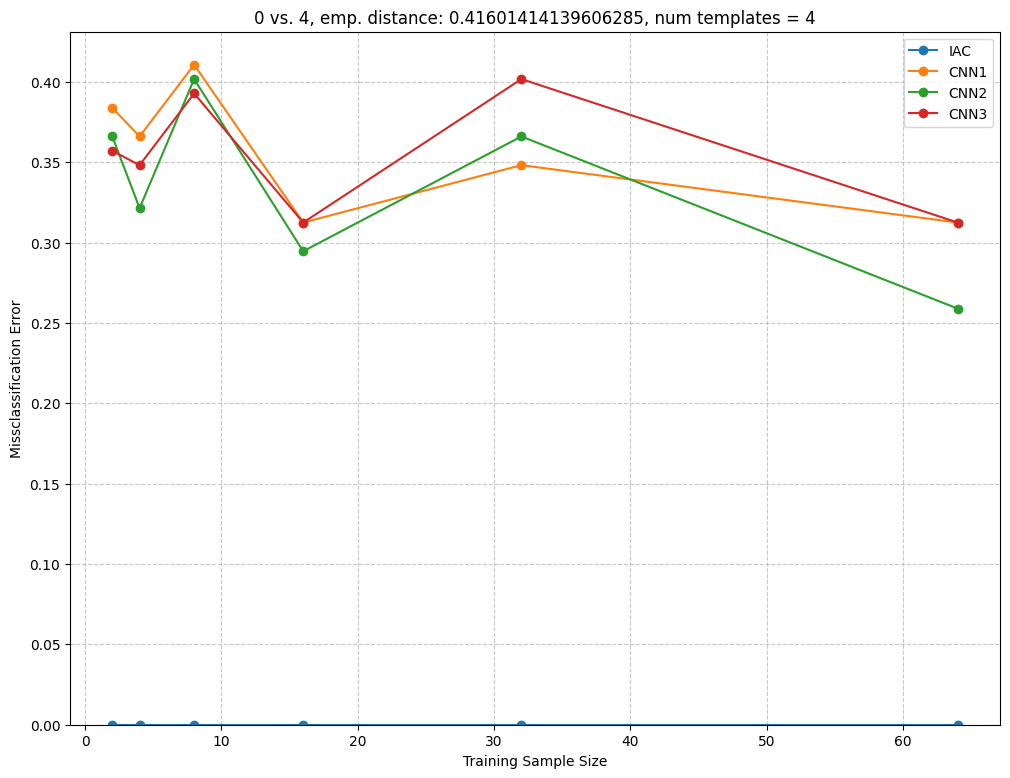 0 vs. 4, emp. distance: 0.41601414139606285, num templates = 4
IAC
CNN1
CNN2
CNN3
0.40
0.35
0.30
0.25
0.20
0.15
0.10
0.05
0.00
Missclassification Error
0 10 20 30 40 50 60
Training Sample Size